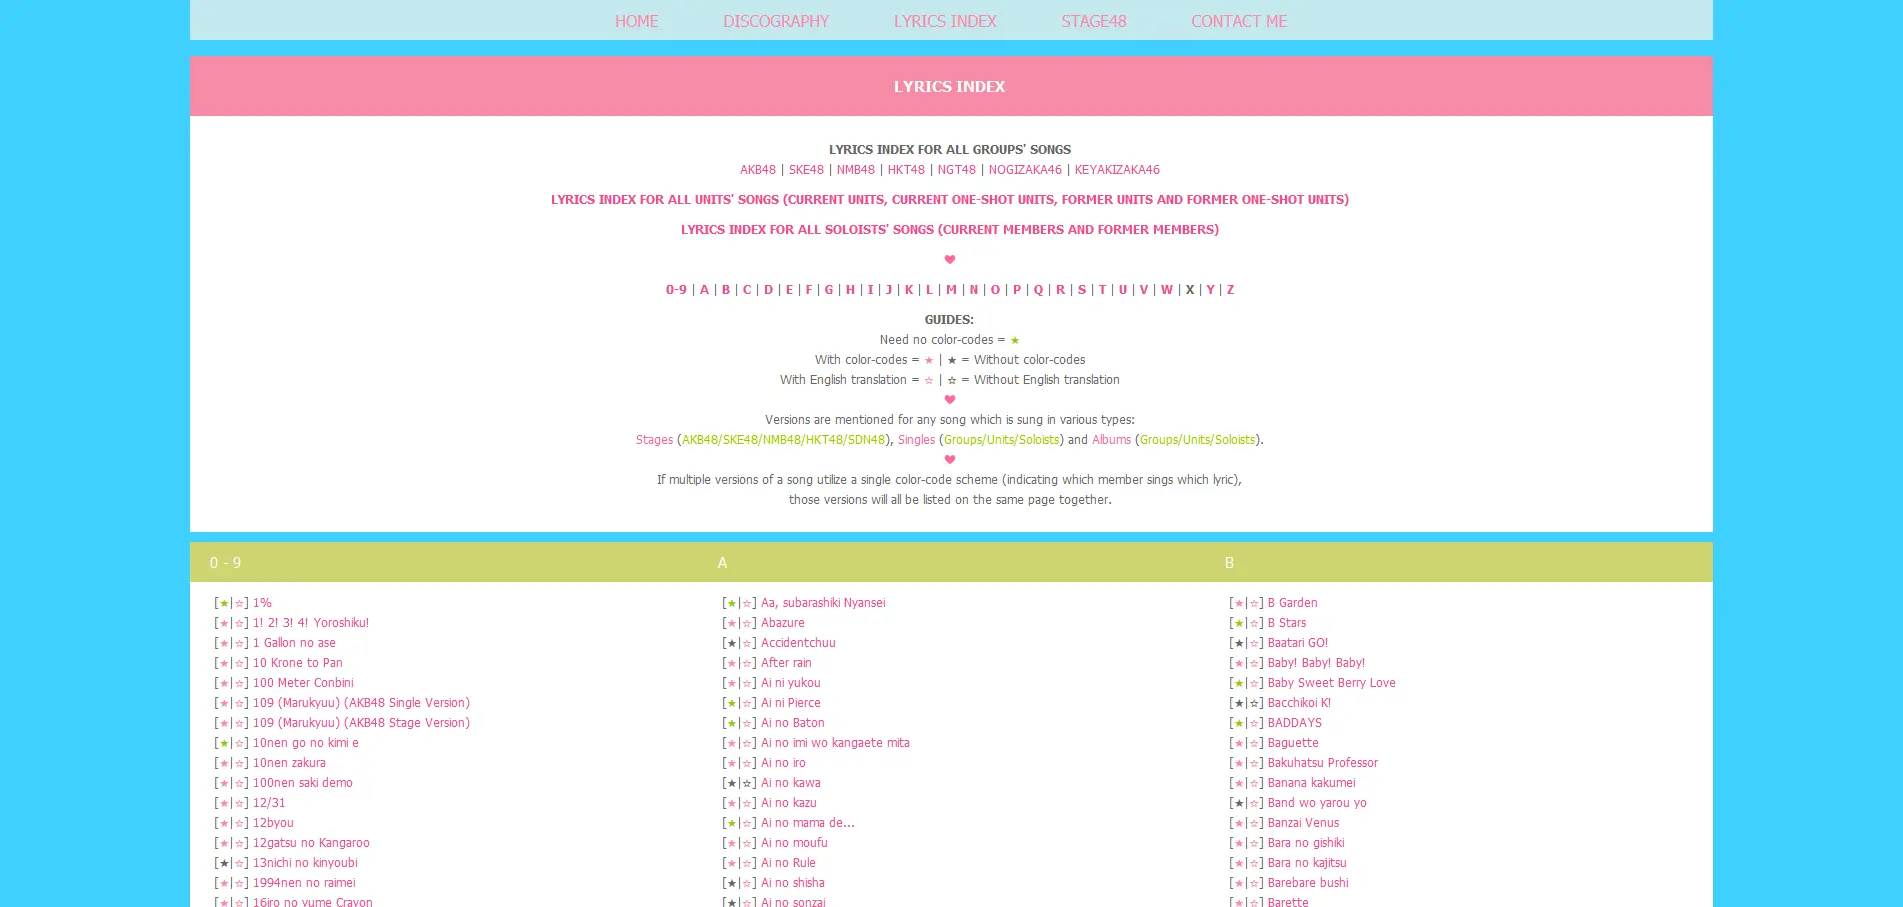 HOME DISCOGRAPHY LYRICS INDEX STAGE48 CONTACT ME
LYRICS INDEX
LYRICS INDEX FOR ALL GROUPS' SONGS
AKB48 | SKE48 | NMB48 | HKT48 | NGT48 | NOGIZAKA46 | KEYAKIZAKA46
LYRICS INDEX FOR ALL UNITS' SONGS (CURRENT UNITS, CURRENT ONE-SHOT UNITS, FORMER UNITS AND FORMER ONE-SHOT UNITS)
LYRICS INDEX FOR ALL SOLOISTS' SONGS (CURRENT MEMBERS AND FORMER MEMBERS)
♥
0-9 | A | B | C | D | E | F | G | H | I | J | K | L | M | N | O | P | Q | R | S | T | U | V | W | X | Y | Z
GUIDES:
Need no color-codes = ★
With color-codes = ★ | ★ = Without color-codes
With English translation = ☆ | ☆ = Without English translation
♥
Versions are mentioned for any song which is sung in various types:
Stages (AKB48/SKE48/NMB48/HKT48/SDN48), Singles (Groups/Units/Soloists) and Albums (Groups/Units/Soloists).
♥
If multiple versions of a song utilize a single color-code scheme (indicating which member sings which lyric),
those versions will all be listed on the same page together.
0 - 9
[★|☆] 1%
[★|☆] 1! 2! 3! 4! Yoroshiku!
[★|☆] 1 Gallon no ase
[★|☆] 10 Krone to Pan
[★|☆] 100 Meter Conbini
[★|☆] 109 (Marukyuu) (AKB48 Single Version)
[★|☆] 109 (Marukyuu) (AKB48 Stage Version)
[★|☆] 10nen go no kimi e
[★|☆] 10nen zakura
[★|☆] 100nen saki demo
[★|☆] 12/31
[★|☆] 12byou
[★|☆] 12gatsu no Kangaroo
[★|☆] 13nichi no kinyoubi
[★|☆] 1994nen no raimei
[★|☆] 16iro no yume Crayon
A
[★|☆] Aa, subarashiki Nyansei
[★|☆] Abazure
[★|☆] Accidentchuu
[★|☆] After rain
[★|☆] Ai ni yukou
[★|☆] Ai ni Pierce
[★|☆] Ai no Baton
[★|☆] Ai no imi wo kangaete mita
[★|☆] Ai no iro
[★|☆] Ai no kawa
[★|☆] Ai no kazu
[★|☆] Ai no mama de...
[★|☆] Ai no moufu
[★|☆] Ai no Rule
[★|☆] Ai no shisha
[★|☆] Ai no sonzai
B
[★|☆] B Garden
[★|☆] B Stars
[★|☆] Baatari GO!
[★|☆] Baby! Baby! Baby!
[★|☆] Baby Sweet Berry Love
[★|☆] Bacchikoi K!
[★|☆] BADDAYS
[★|☆] Baguette
[★|☆] Bakuhatsu Professor
[★|☆] Banana kakumei
[★|☆] Band wo yarou yo
[★|☆] Banzai Venus
[★|☆] Bara no gishiki
[★|☆] Bara no kajitsu
[★|☆] Barebare bushi
[★|☆] Barette